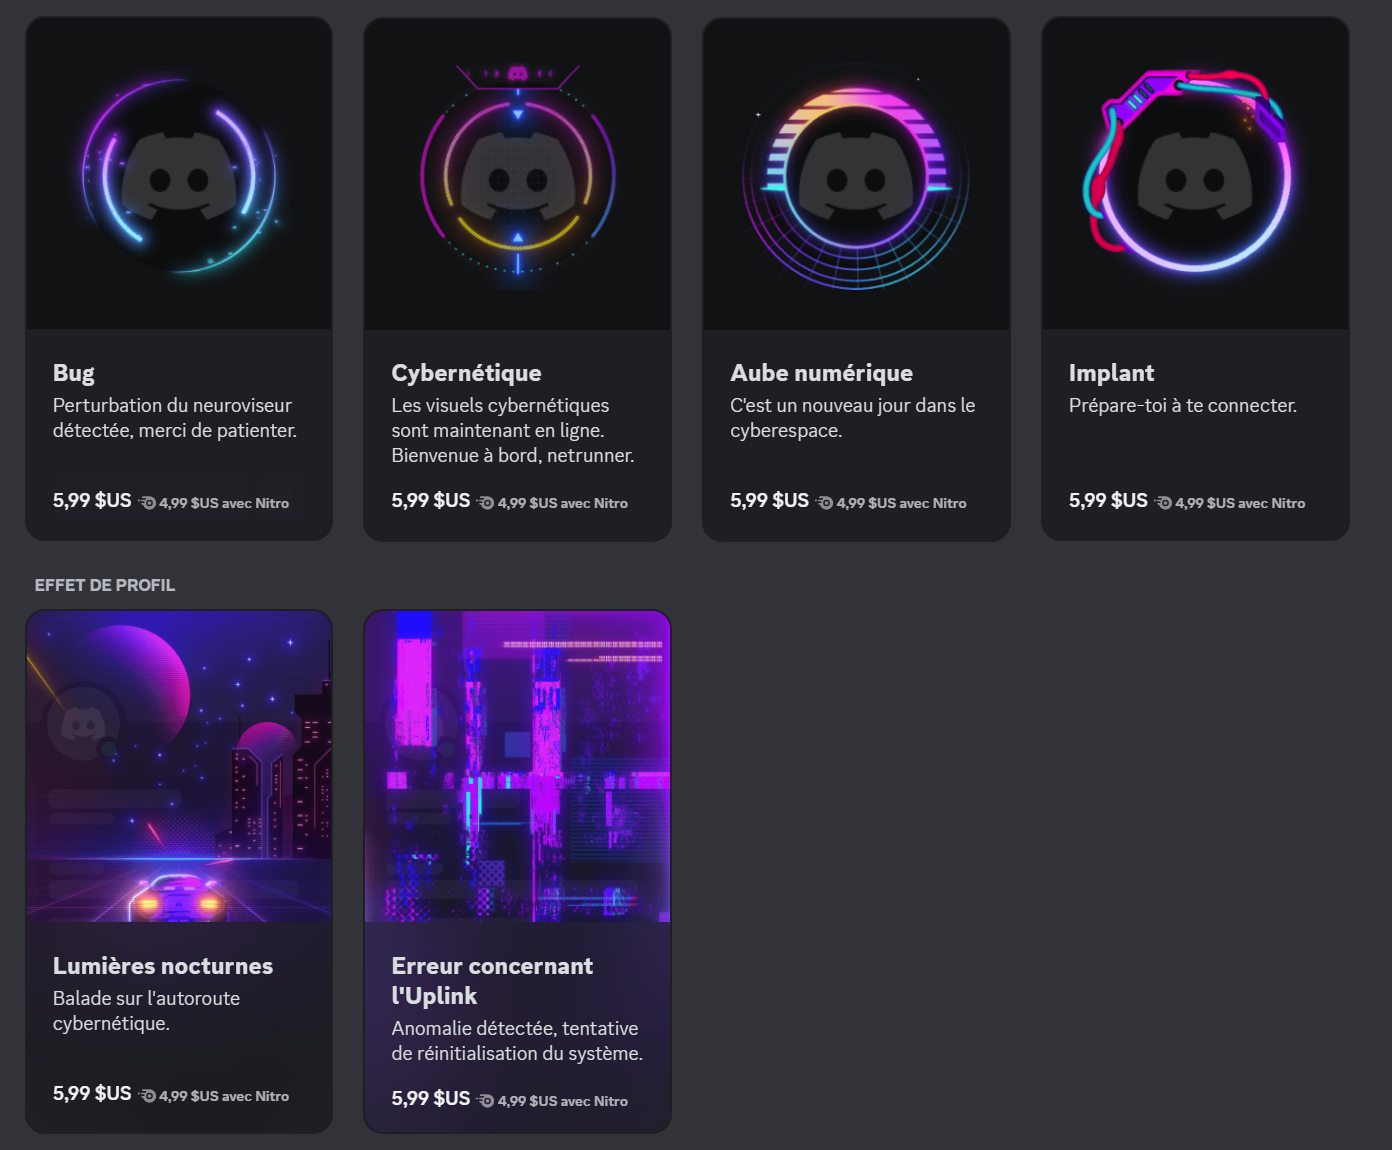 Bug
Perturbation du neuroviseur
détectée, merci de patienter.
5,99 $US 4,99 $US avec Nitro
Cybernétique
Les visuels cybernétiques
sont maintenant en ligne.
Bienvenue à bord, netrunner.
5,99 $US 4,99 $US avec Nitro
Aube numérique
C'est un nouveau jour dans le
cyberespace.
5,99 $US 4,99 $US avec Nitro
Implant
Prépare-toi à te connecter.
5,99 $US 4,99 $US avec Nitro
EFFET DE PROFIL
Lumières nocturnes
Balade sur l'autoroute
cybernétique.
5,99 $US 4,99 $US avec Nitro
Erreur concernant
l'Uplink
Anomalie détectée, tentative
de réinitialisation du système.
5,99 $US 4,99 $US avec Nitro